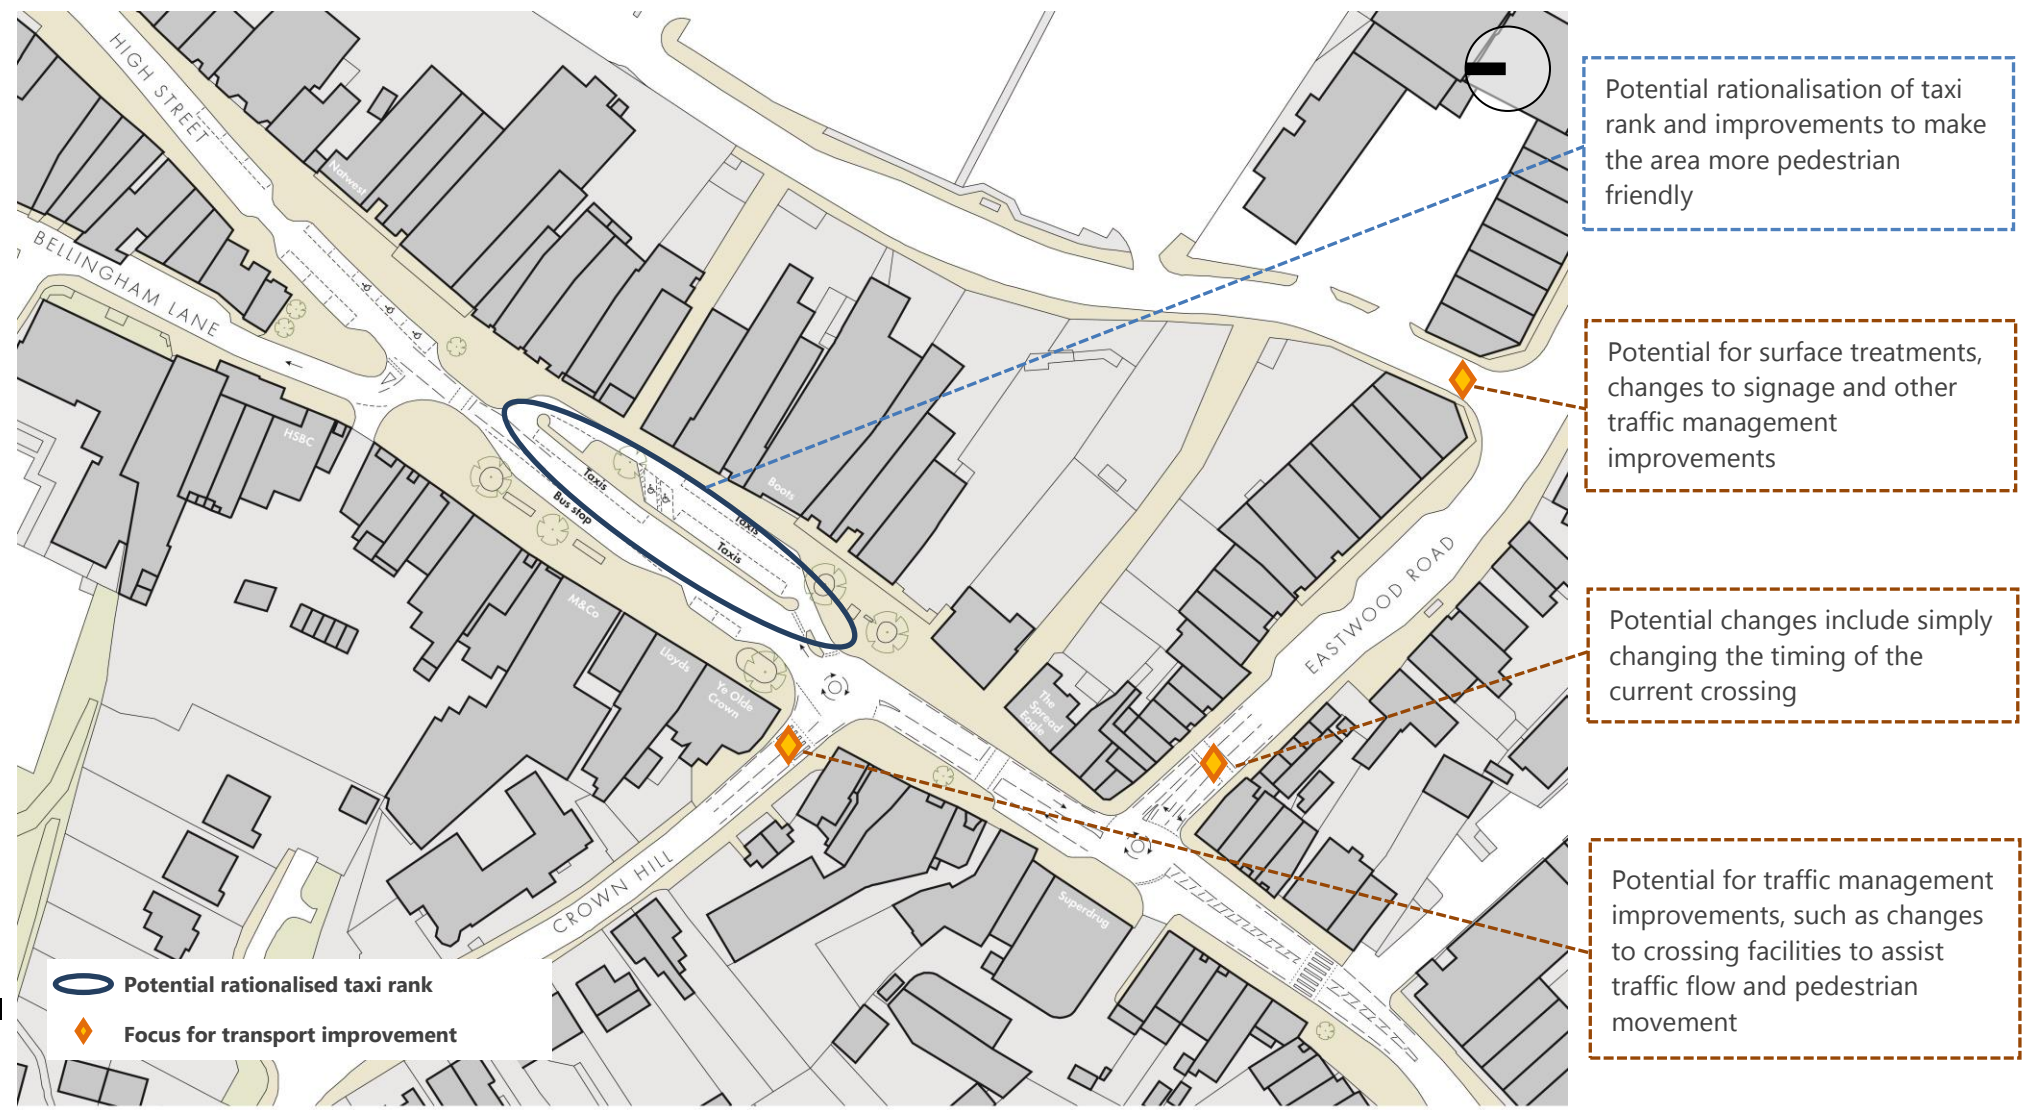 HIGH STREET
BELLINGHAM LANE
Natwest
HSBC
Taxis
Bus stop
Taxis
Taxis
Boots
M&Co
Lloyds
Ye Olde
Crown
The
Spread
Eagle
EASTWOOD ROAD
CROWN HILL
Superdrug
Potential rationalised taxi rank
Focus for transport improvement
Potential rationalisation of taxi
rank and improvements to make
the area more pedestrian
friendly
Potential for surface treatments,
changes to signage and other
traffic management
improvements
Potential changes include simply
changing the timing of the
current crossing
Potential for traffic management
improvements, such as changes
to crossing facilities to assist
traffic flow and pedestrian
movement